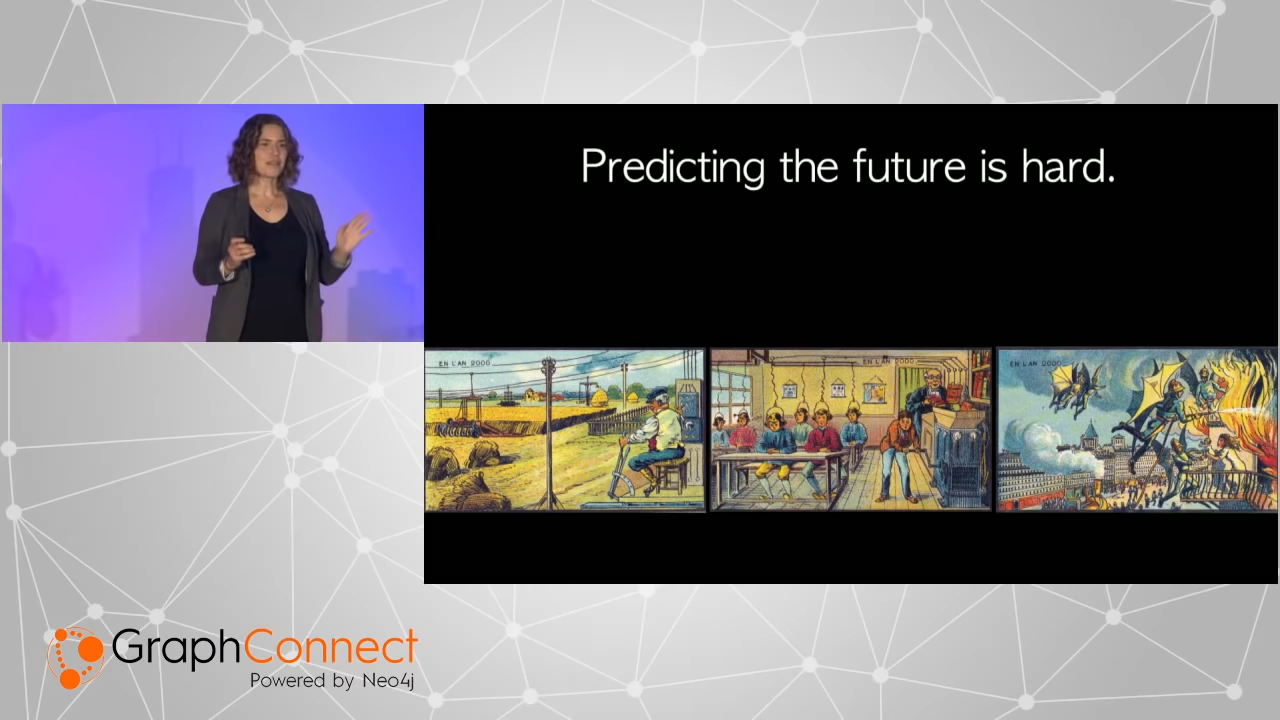 Predicting the future is hard.
EN L'AN 2000
EN L'AN 2000
EN L'AN 2000
GraphConnect
Powered by Neo4j